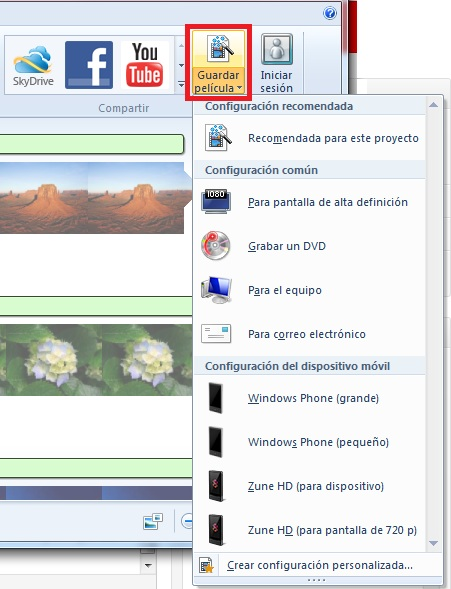 SkyDrive
You
Tube
Guardar
película
Iniciar
sesión
Compartir
Configuración recomendada
Recomendada para este proyecto
Configuración común
1080
Para pantalla de alta definición
Grabar un DVD
Para el equipo
Para correo electrónico
Configuración del dispositivo móvil
Windows Phone (grande)
Windows Phone (pequeño)
Zune HD (para dispositivo)
Zune HD (para pantalla de 720 p)
Crear configuración personalizada...